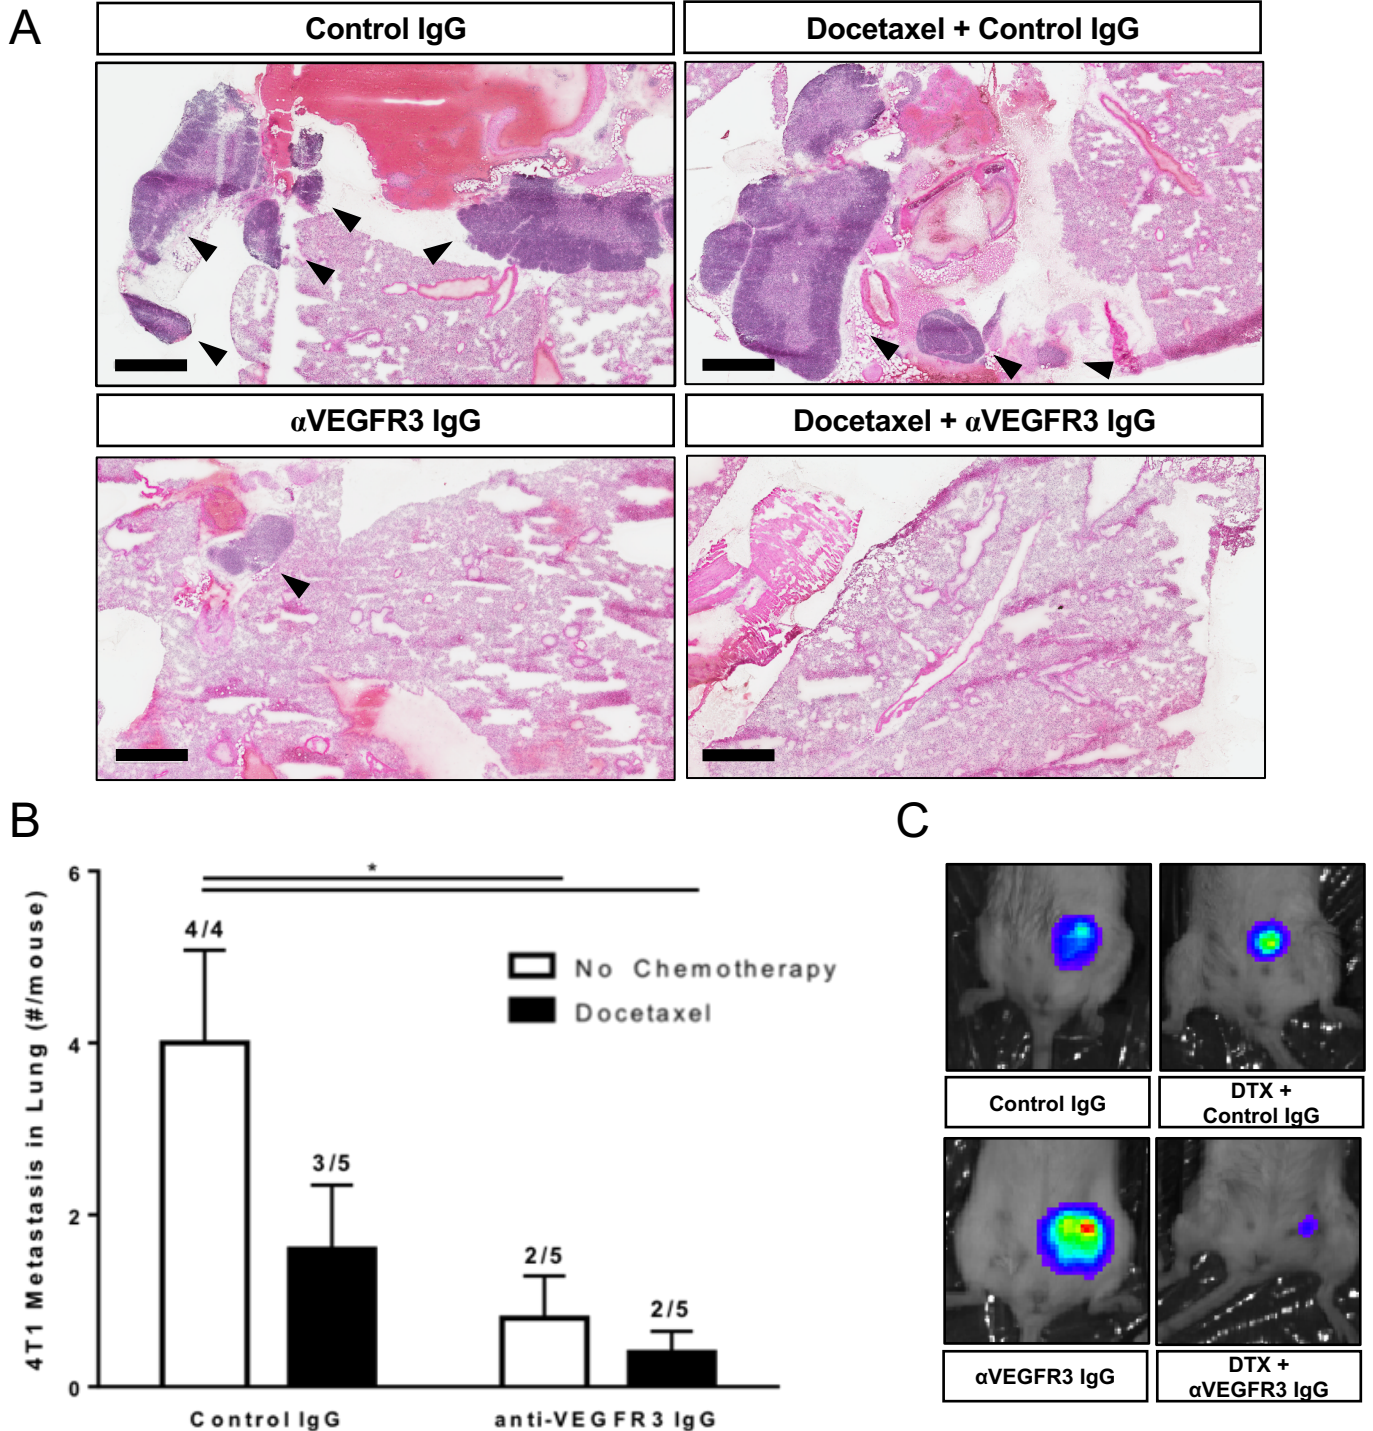 A
Control IgG
Docetaxel + Control IgG
αVEGFR3 IgG
Docetaxel + αVEGFR3 IgG
B
4T1 Metastasis in Lung (#/mouse)
6
4
2
0
*
4/4
3/5
2/5
2/5
No Chemotherapy
Docetaxel
Control IgG
anti-VEGFR3 IgG
C
Control IgG
DTX +
Control IgG
αVEGFR3 IgG
DTX +
αVEGFR3 IgG